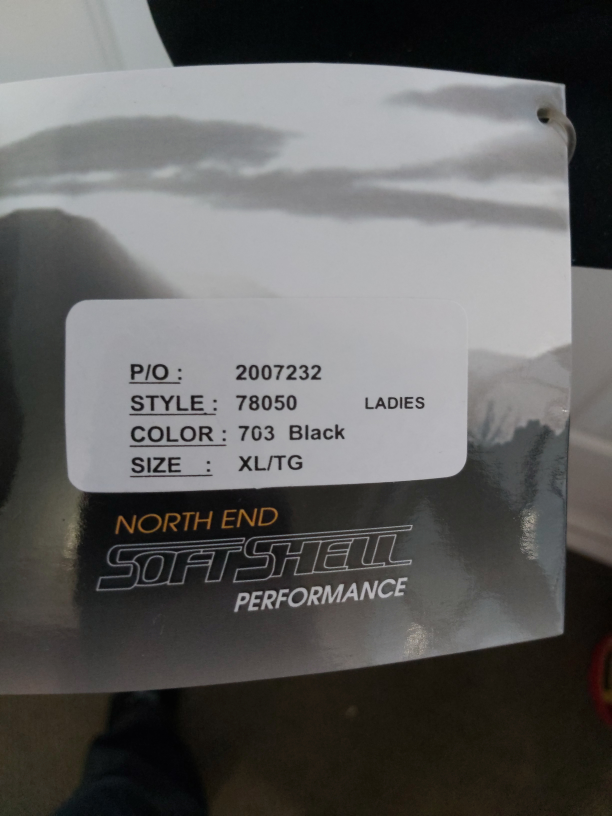 P/O : 2007232
STYLE : 78050 LADIES
COLOR : 703 Black
SIZE : XL/TG
NORTH END
SOFT SHELL
PERFORMANCE